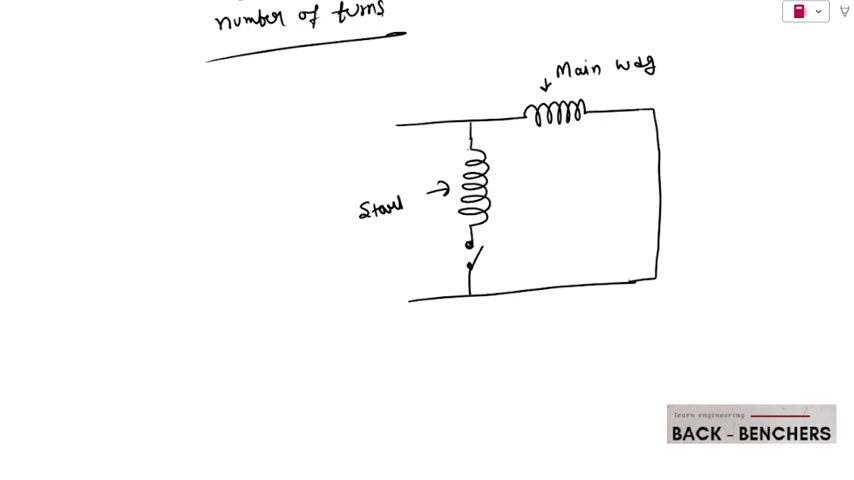 number of turns
Main wdg
Start
learn engineering
BACK - BENCHERS